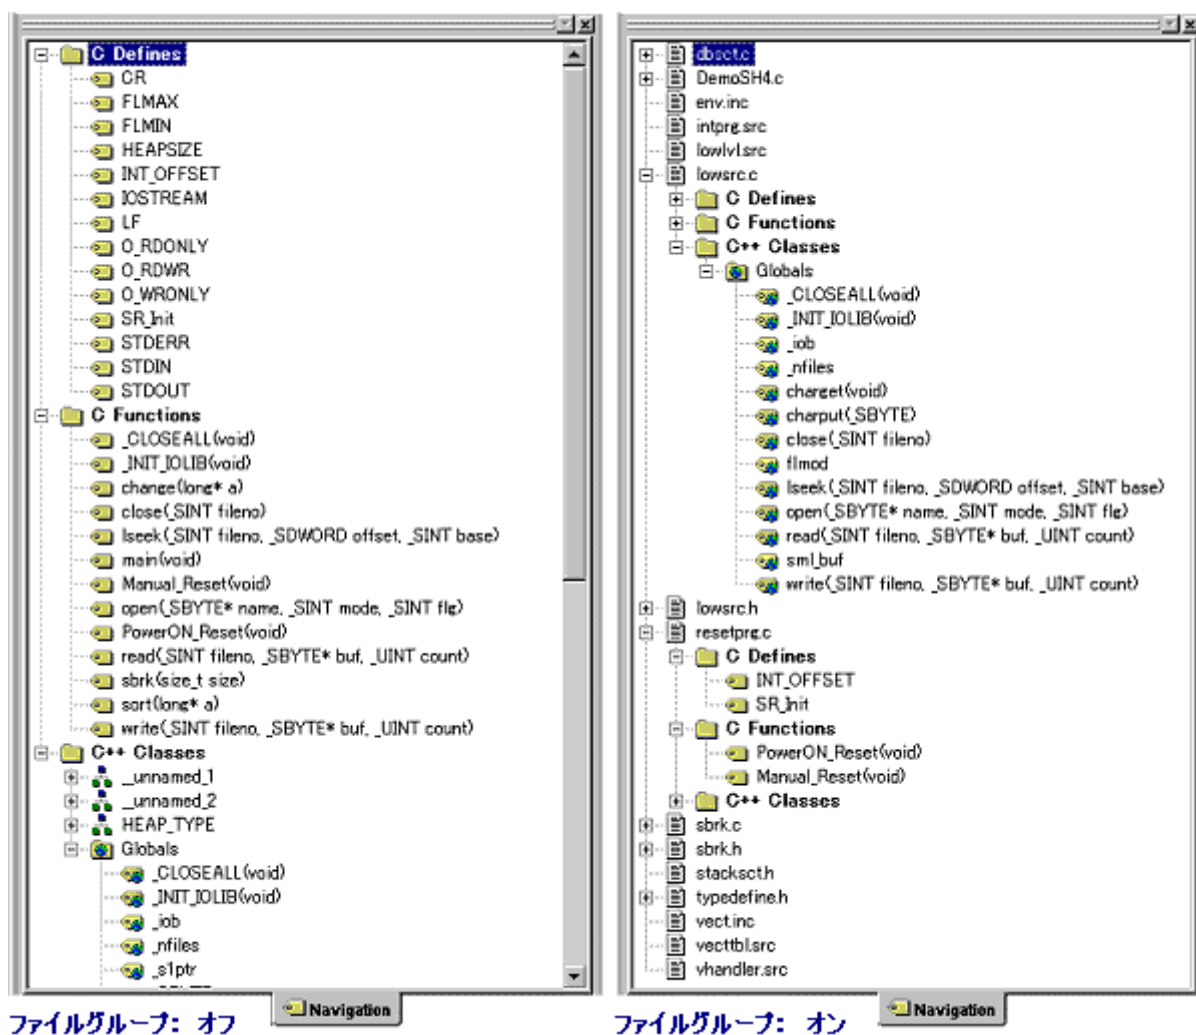 C Defines
CR
FLMAX
FLMIN
HEAPSIZE
INT_OFFSET
IOSTREAM
LF
O_RDONLY
O_RDWR
O_WRONLY
SR_Init
STDERR
STDIN
STDOUT
C Functions
_CLOSEALL(void)
_INIT_IOLIB(void)
change(long* a)
close(_SINT fileno)
lseek(_SINT fileno, _SDWORD offset, _SINT base)
main(void)
Manual_Reset(void)
open(_SBYTE* name, _SINT mode, _SINT flg)
PowerON_Reset(void)
read(_SINT fileno, _SBYTE* buf, _UINT count)
sbrk(size_t size)
sort(long* a)
write(_SINT fileno, _SBYTE* buf, _UINT count)
C++ Classes
__unnamed_1
__unnamed_2
HEAP_TYPE
Globals
_CLOSEALL(void)
_INIT_IOLIB(void)
_iob
_nfiles
_s1ptr
Navigation
ファイルグループ: オフ
dbsct.c
DemoSH4.c
env.inc
intprg.src
lowlvl.src
lowsrc.c
C Defines
C Functions
C++ Classes
Globals
_CLOSEALL(void)
_INIT_IOLIB(void)
_iob
_nfiles
charget(void)
charput(_SBYTE)
close(_SINT fileno)
flmod
lseek(_SINT fileno, _SDWORD offset, _SINT base)
open(_SBYTE* name, _SINT mode, _SINT flg)
read(_SINT fileno, _SBYTE* buf, _UINT count)
sml_buf
write(_SINT fileno, _SBYTE* buf, _UINT count)
lowsrc.h
resetprg.c
C Defines
INT_OFFSET
SR_Init
C Functions
PowerON_Reset(void)
Manual_Reset(void)
C++ Classes
sbrk.c
sbrk.h
stacksct.h
typedefine.h
vect.inc
vecttbl.src
vhandler.src
Navigation
ファイルグループ: オン